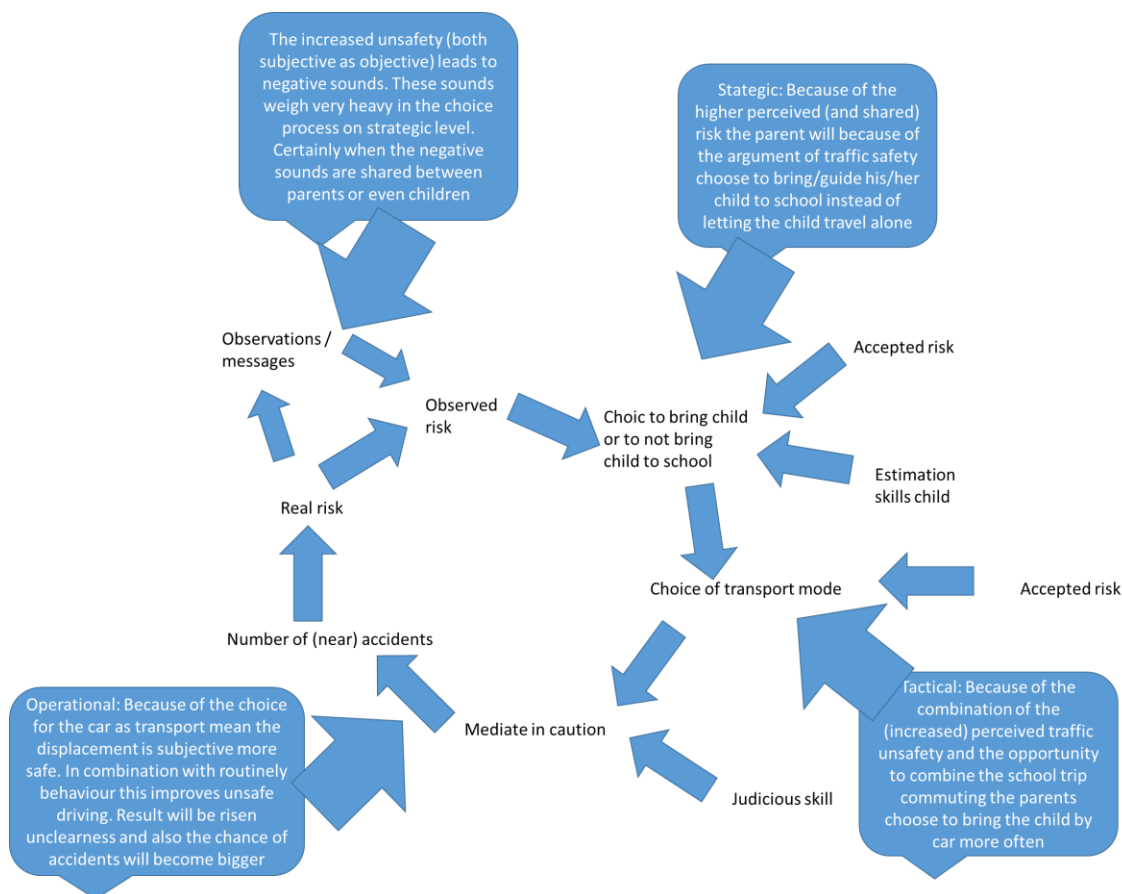 The increased unsafety (both
subjective as objective) leads to
negative sounds. These sounds
weigh very heavy in the choice
process on strategic level.
Certainly when the negative
sounds are shared between
parents or even children
Stategic: Because of the
higher perceived (and shared)
risk the parent will because of
the argument of traffic safety
choose to bring/guide his/her
child to school instead of
letting the child travel alone
Observations /
messages
Accepted risk
Observed
risk
Choic to bring child
or to not bring
child to school
Estimation
skills child
Real risk
Choice of transport mode
Accepted risk
Number of (near) accidents
Operational: Because of the choice
for the car as transport mean the
displacement is subjective more
safe. In combination with routinely
behaviour this improves unsafe
driving. Result will be risen
unclearness and also the chance of
accidents will become bigger
Mediate in caution
Judicious skill
Tactical: Because of the
combination of the
(increased) perceived traffic
unsafety and the opportunity
to combine the school trip
commuting the parents
choose to bring the child by
car more often